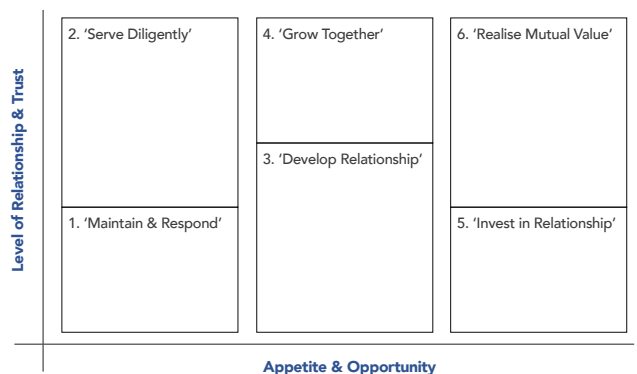 2. ‘Serve Diligently’
4. ‘Grow Together’
6. ‘Realise Mutual Value’
3. ‘Develop Relationship’
1. ‘Maintain & Respond’
5. ‘Invest in Relationship’
Level of Relationship & Trust
Appetite & Opportunity